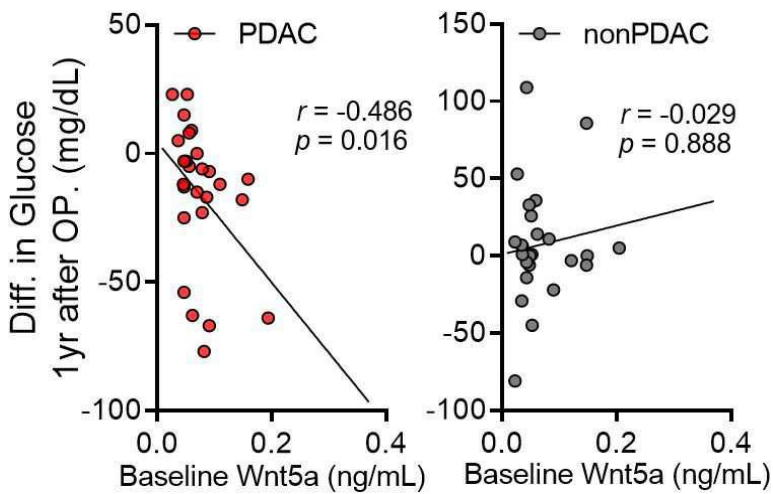 Diff. in Glucose
1yr after OP. (mg/dL)
50
0
-50
-100
PDAC
r = -0.486
p = 0.016
0.0
0.2
0.4
Baseline Wnt5a (ng/mL)
150
100
50
0
-50
-100
nonPDAC
r = -0.029
p = 0.888
0.0
0.2
0.4
Baseline Wnt5a (ng/mL)